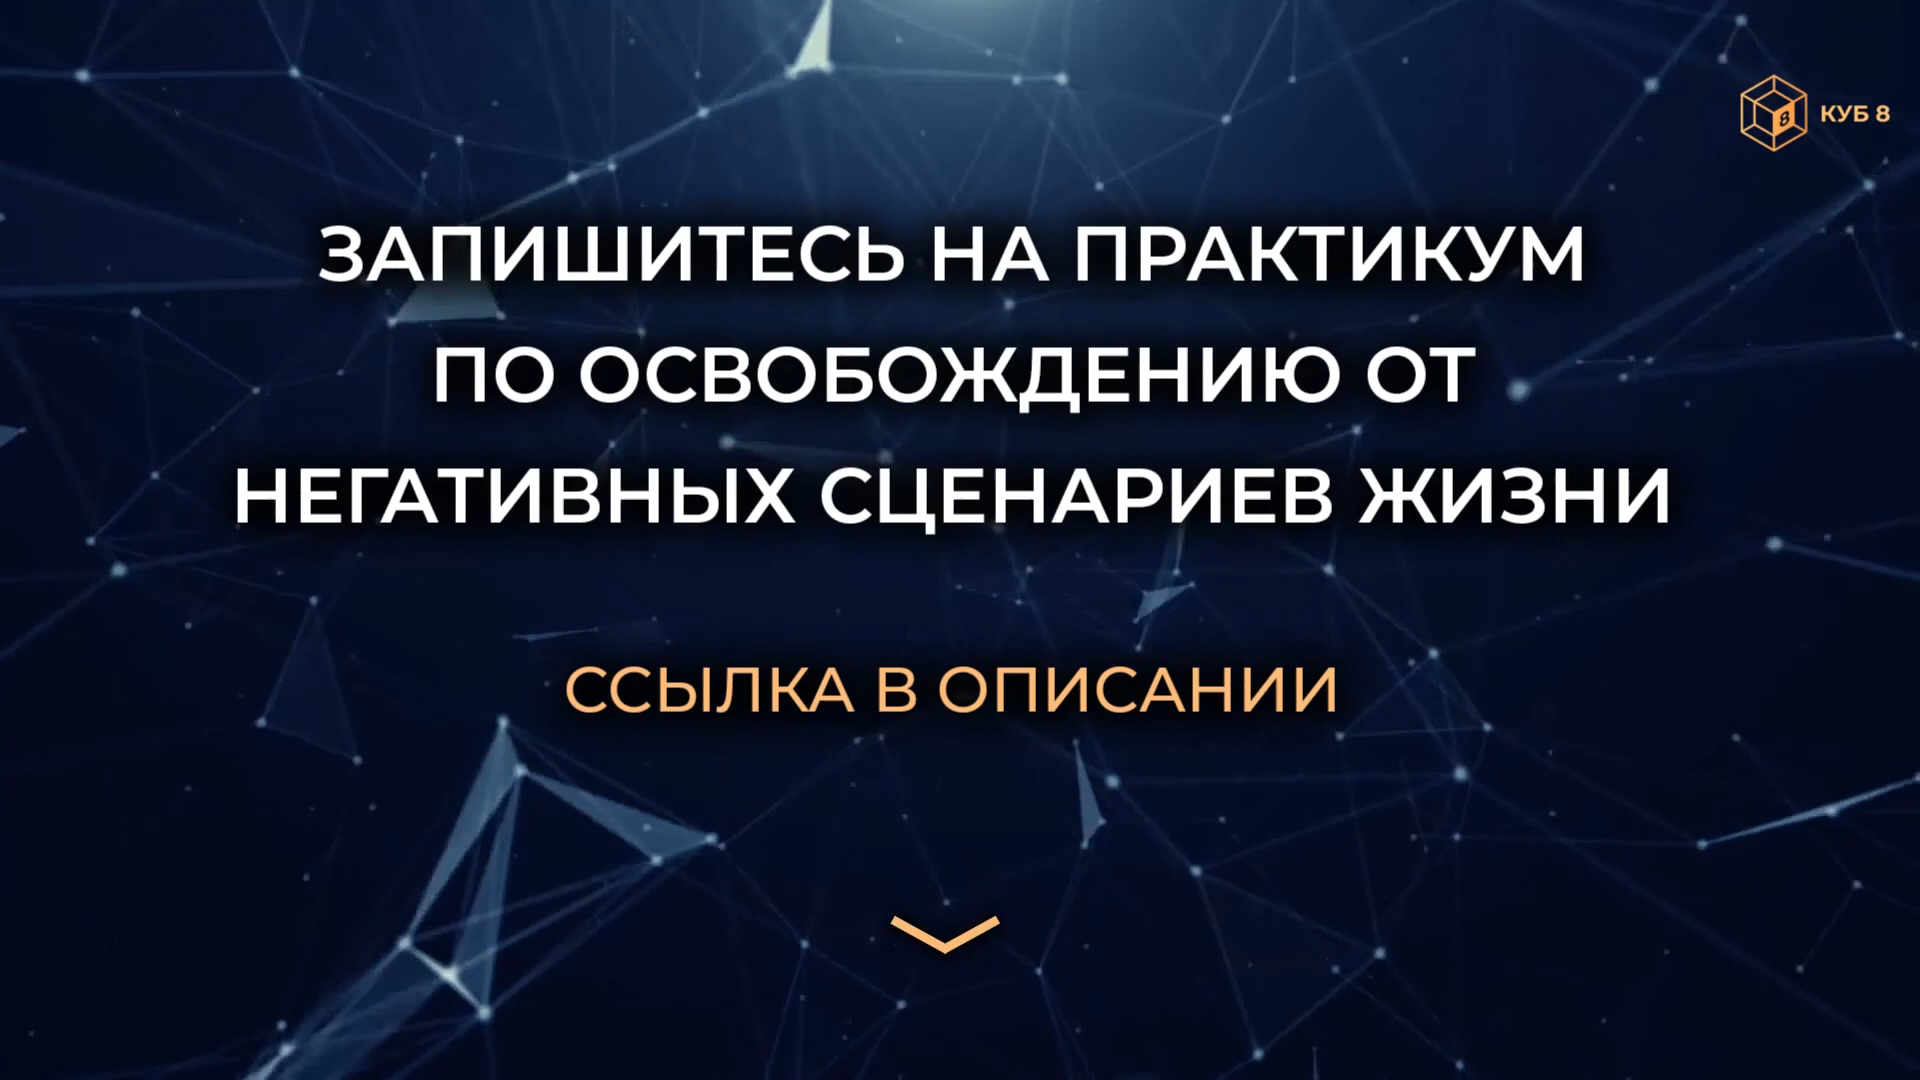 КУБ 8
ЗАПИШИТЕСЬ НА ПРАКТИКУМ
ПО ОСВОБОЖДЕНИЮ ОТ
НЕГАТИВНЫХ СЦЕНАРИЕВ ЖИЗНИ
ССЫЛКА В ОПИСАНИИ